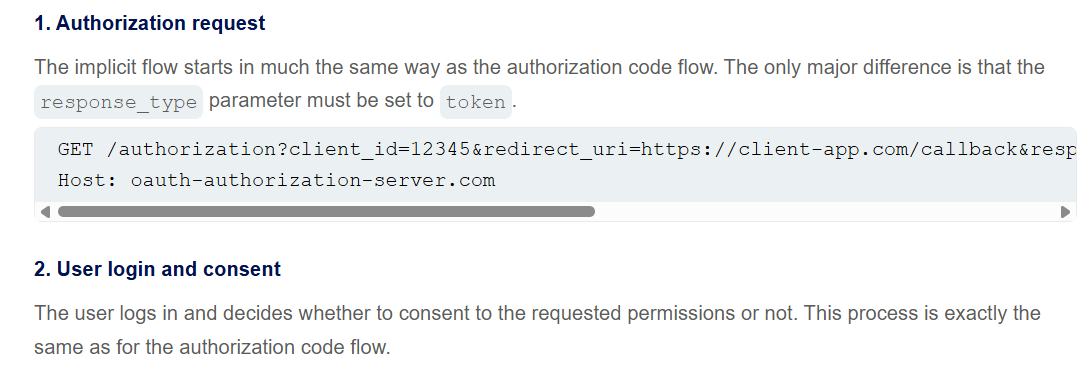 1. Authorization request
The implicit flow starts in much the same way as the authorization code flow. The only major difference is that the
response_type parameter must be set to token.
GET /authorization?client_id=12345&redirect_uri=https://client-app.com/callback&resp
Host: oauth-authorization-server.com
2. User login and consent
The user logs in and decides whether to consent to the requested permissions or not. This process is exactly the
same as for the authorization code flow.